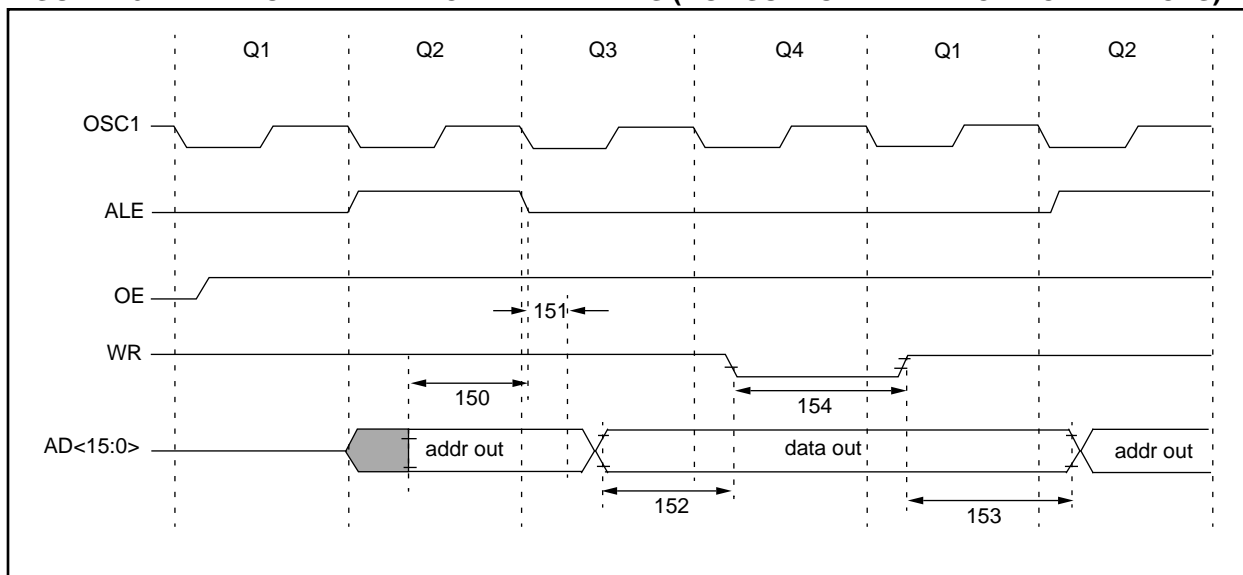 Q1 Q2 Q3 Q4 Q1 Q2
OSC1
ALE
OE
151
WR
150
154
AD<15:0>
addr out
data out
addr out
152
153